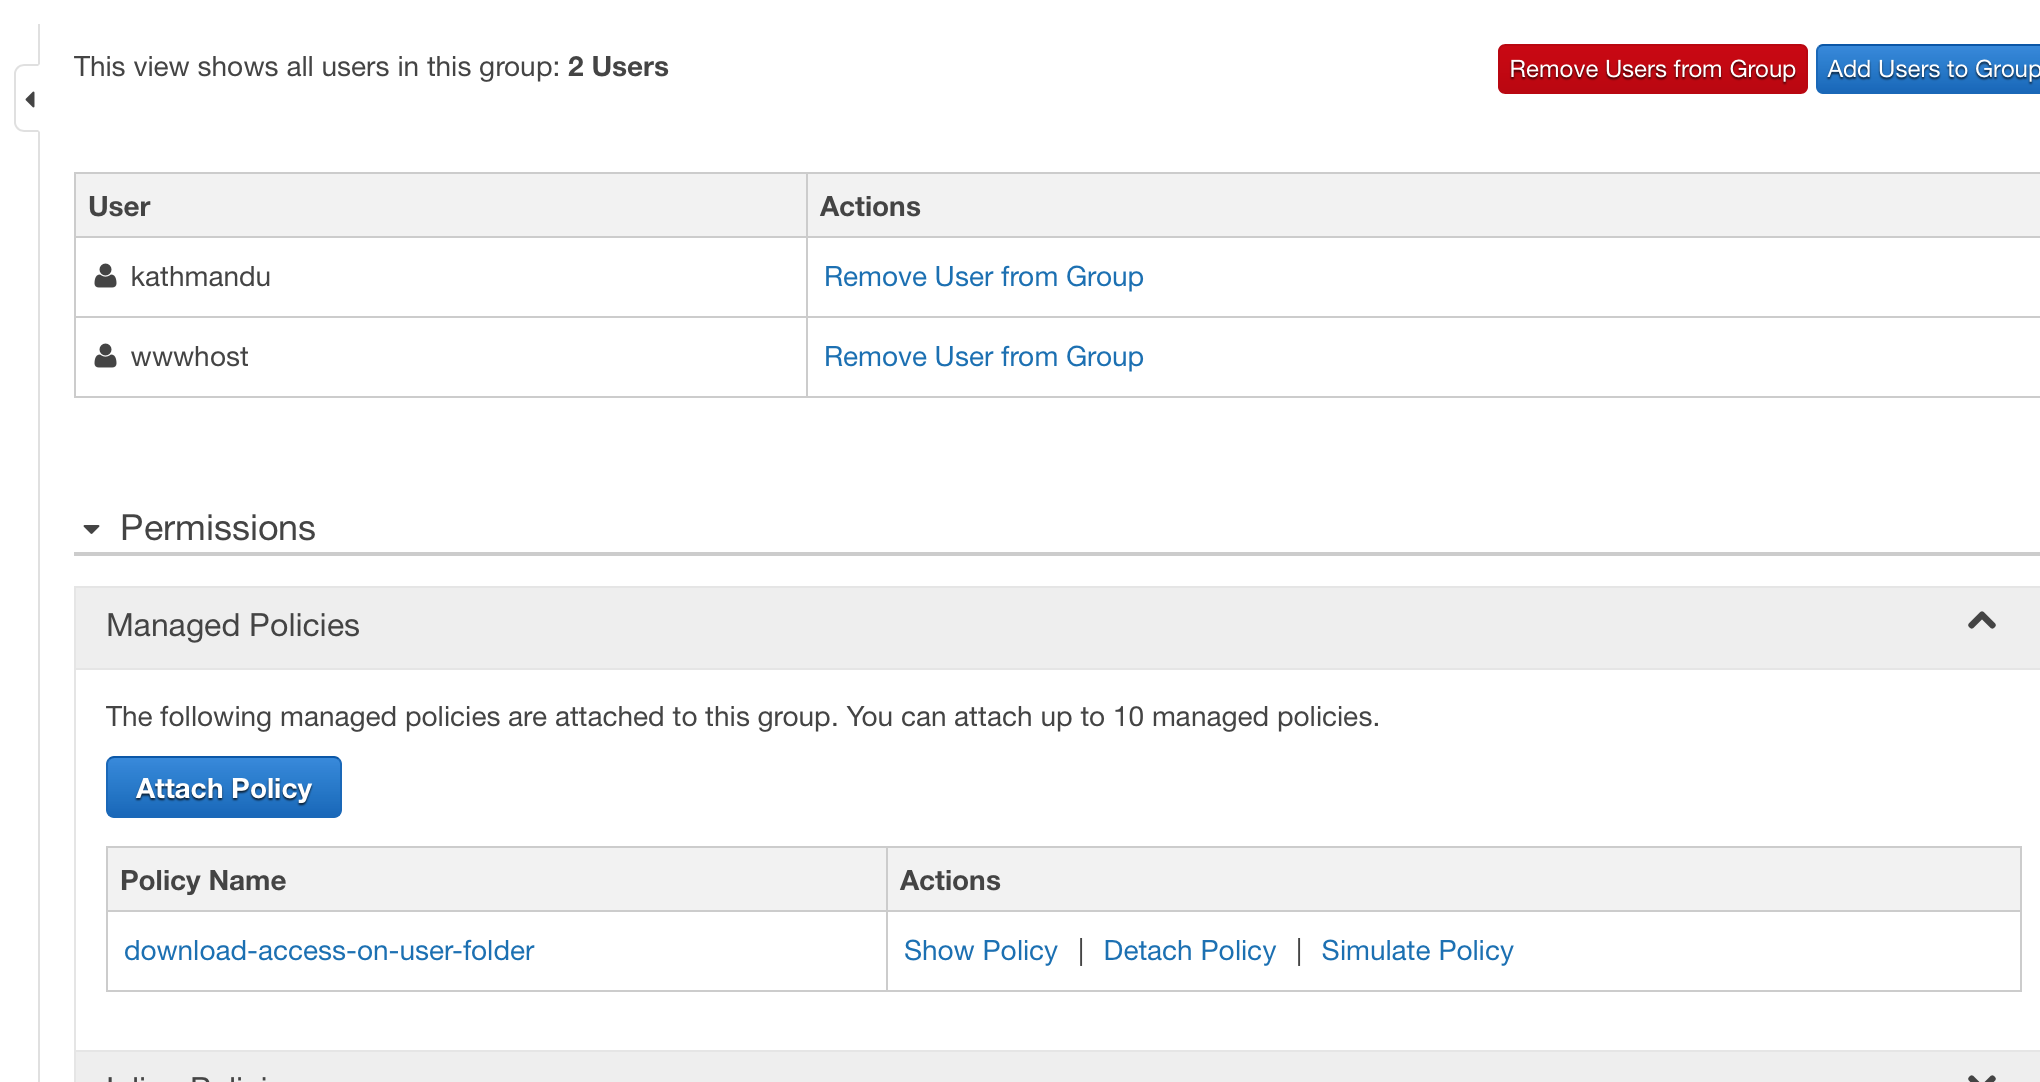 This view shows all users in this group: 2 Users
Remove Users from Group
Add Users to Group
User
Actions
kathmandu
Remove User from Group
wwwhost
Remove User from Group
Permissions
Managed Policies
The following managed policies are attached to this group. You can attach up to 10 managed policies.
Attach Policy
Policy Name
Actions
download-access-on-user-folder
Show Policy | Detach Policy | Simulate Policy